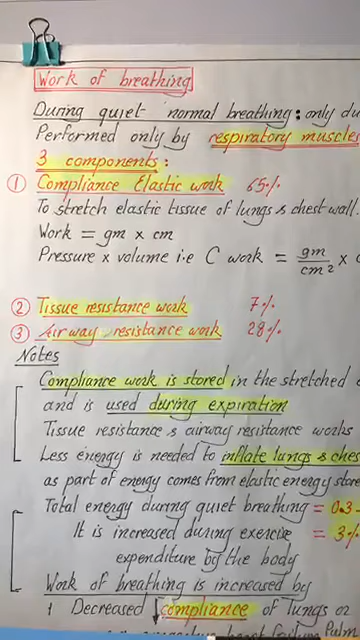 Work of breathing
During quiet normal breathing: only du
Performed only by respiratory muscles
3 components:
① Compliance Elastic work 65%
To stretch elastic tissue of lungs & chest wall.
Work = gm x cm
Pressure x volume i.e C work = gm/cm² x c
② Tissue resistance work 7%
③ Airway resistance work 28%
Notes
Compliance work is stored in the stretched
and is used during expiration
Tissue resistance & airway resistance works
Less energy is needed to inflate lungs & ches
as part of energy comes from elastic energy store
Total energy during quiet breathing = 0.3
It is increased during exercise = 3%
expenditure by the body
Work of breathing is increased by
1 Decreased ↓compliance of lungs or